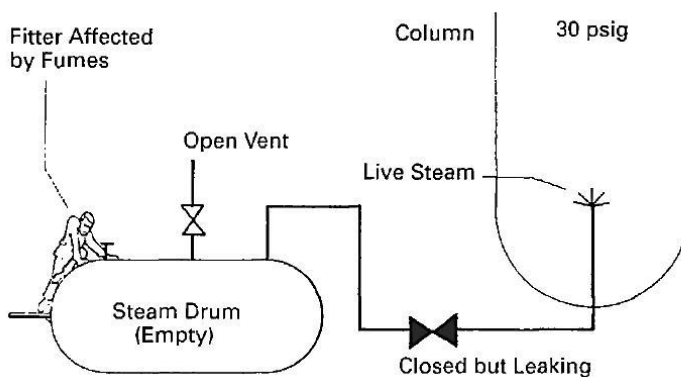 Fitter Affected
by Fumes
Column
30 psig
Open Vent
Live Steam
Steam Drum
(Empty)
Closed but Leaking